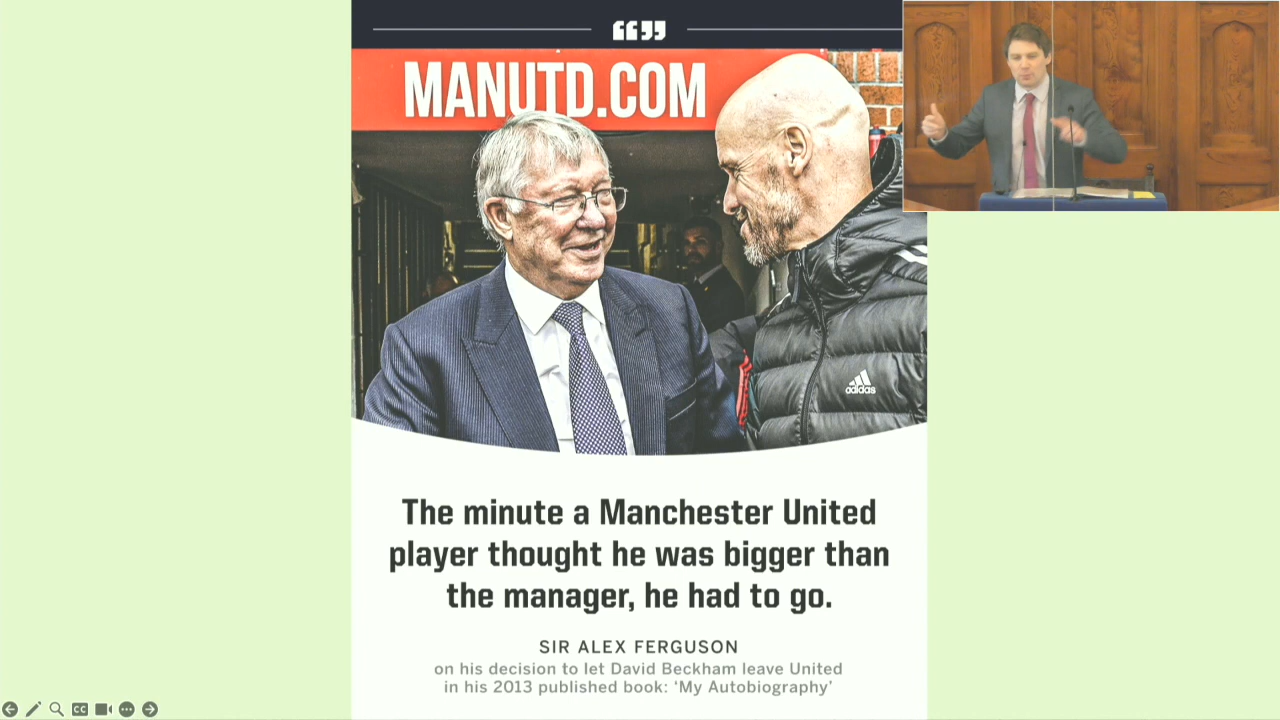 MANUTD.COM
adidas
The minute a Manchester United
player thought he was bigger than
the manager, he had to go.
SIR ALEX FERGUSON
on his decision to let David Beckham leave United
in his 2013 published book: ‘My Autobiography’
CC